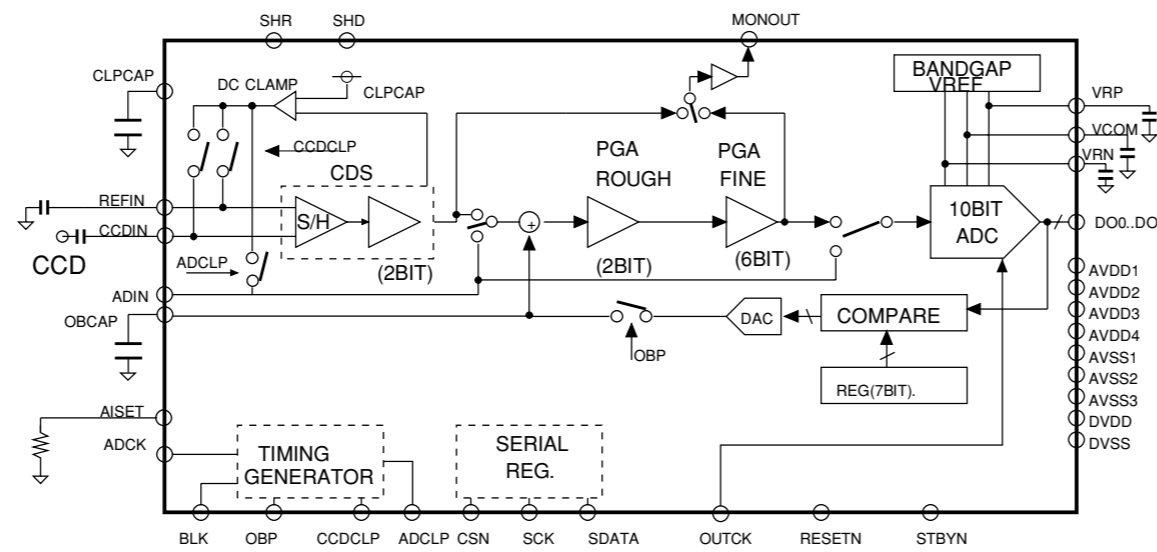 SHR
SHD
MONOUT
CLPCAP
DC CLAMP
CLPCAP
BANDGAP
VREF
VRP
VCOM
VRN
CCDCLP
CDS
PGA
ROUGH
PGA
FINE
REFIN
S/H
10BIT
ADC
DO0..DO
CCDIN
CCD
+
ADCLP
(2BIT)
(2BIT)
(6BIT)
ADIN
OBCAP
OBP
DAC
COMPARE
REG(7BIT).
AVDD1
AVDD2
AVDD3
AVDD4
AVSS1
AVSS2
AVSS3
DVDD
DVSS
AISET
ADCK
TIMING
GENERATOR
SERIAL
REG.
BLK
OBP
CCDCLP
ADCLP
CSN
SCK
SDATA
OUTCK
RESETN
STBYN